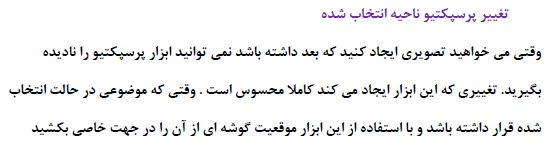 تغییر پرسپکتیو ناحیه انتخاب شده
وقتی می خواهید تصویری ایجاد کنید که بعد داشته باشد نمی توانید ابزار پرسپکتیو را نادیده
بگیرید. تغییری که این ابزار ایجاد می کند کاملا محسوس است . وقتی که موضوعی در حالت انتخاب
شده قرار داشته باشد و با استفاده از این ابزار موقعیت گوشه ای از آن را در جهت خاصی بکشید